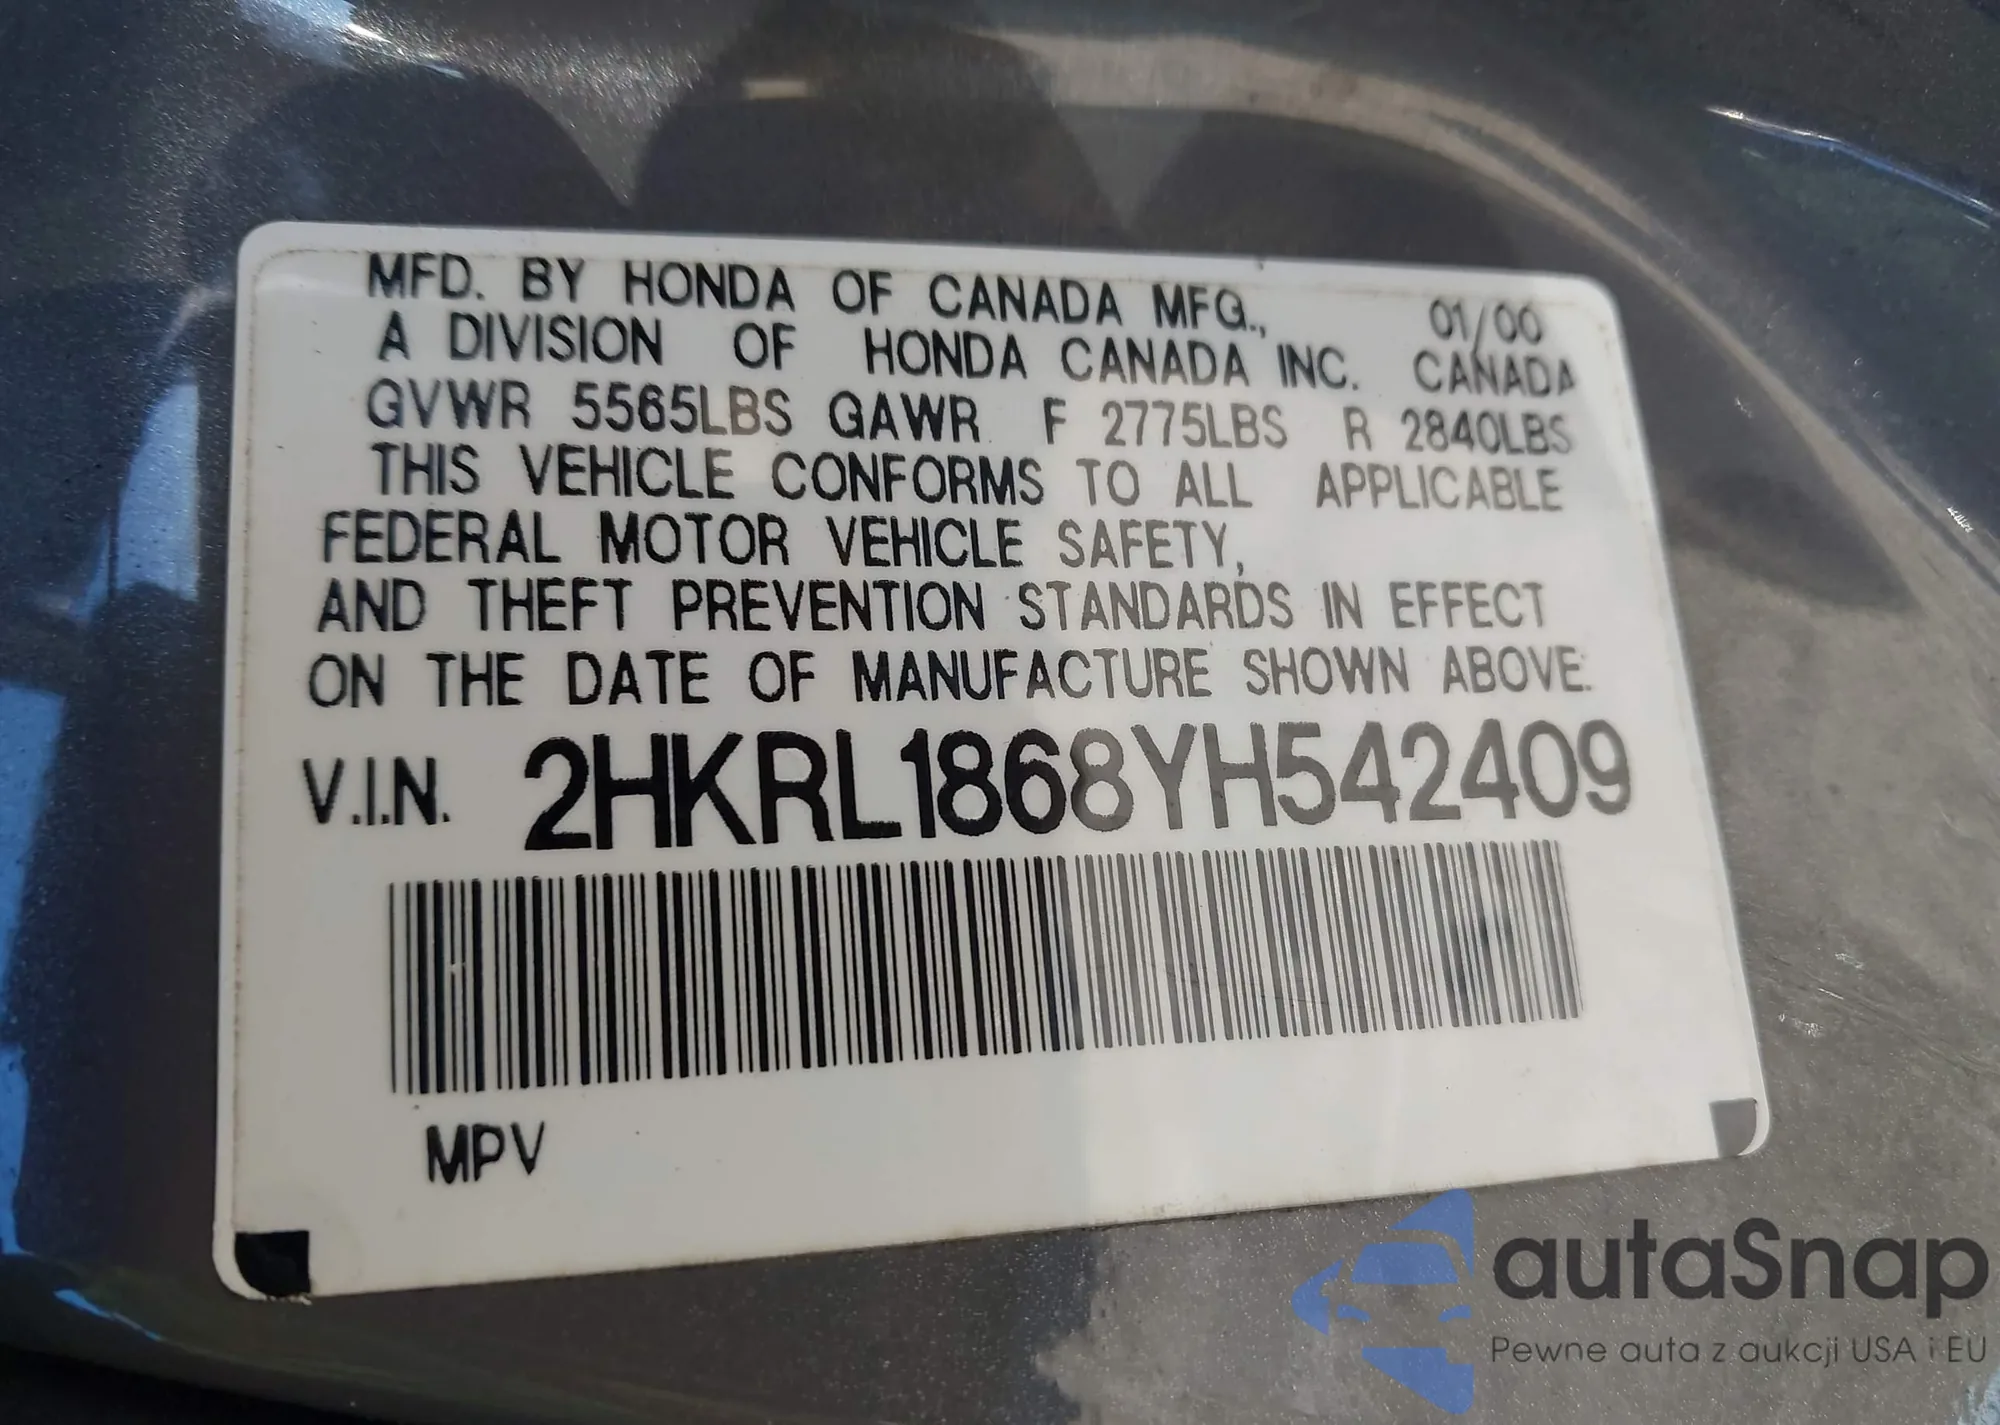 MFD. BY HONDA OF CANADA MFG., 01/00
A DIVISION OF HONDA CANADA INC. CANADA
GVWR 5565LBS GAWR F 2775LBS R 2840LBS
THIS VEHICLE CONFORMS TO ALL APPLICABLE
FEDERAL MOTOR VEHICLE SAFETY,
AND THEFT PREVENTION STANDARDS IN EFFECT
ON THE DATE OF MANUFACTURE SHOWN ABOVE.
V.I.N. 2HKRL1868YH542409
MPV
autaSnap
Pewne auta z aukcji USA i EU